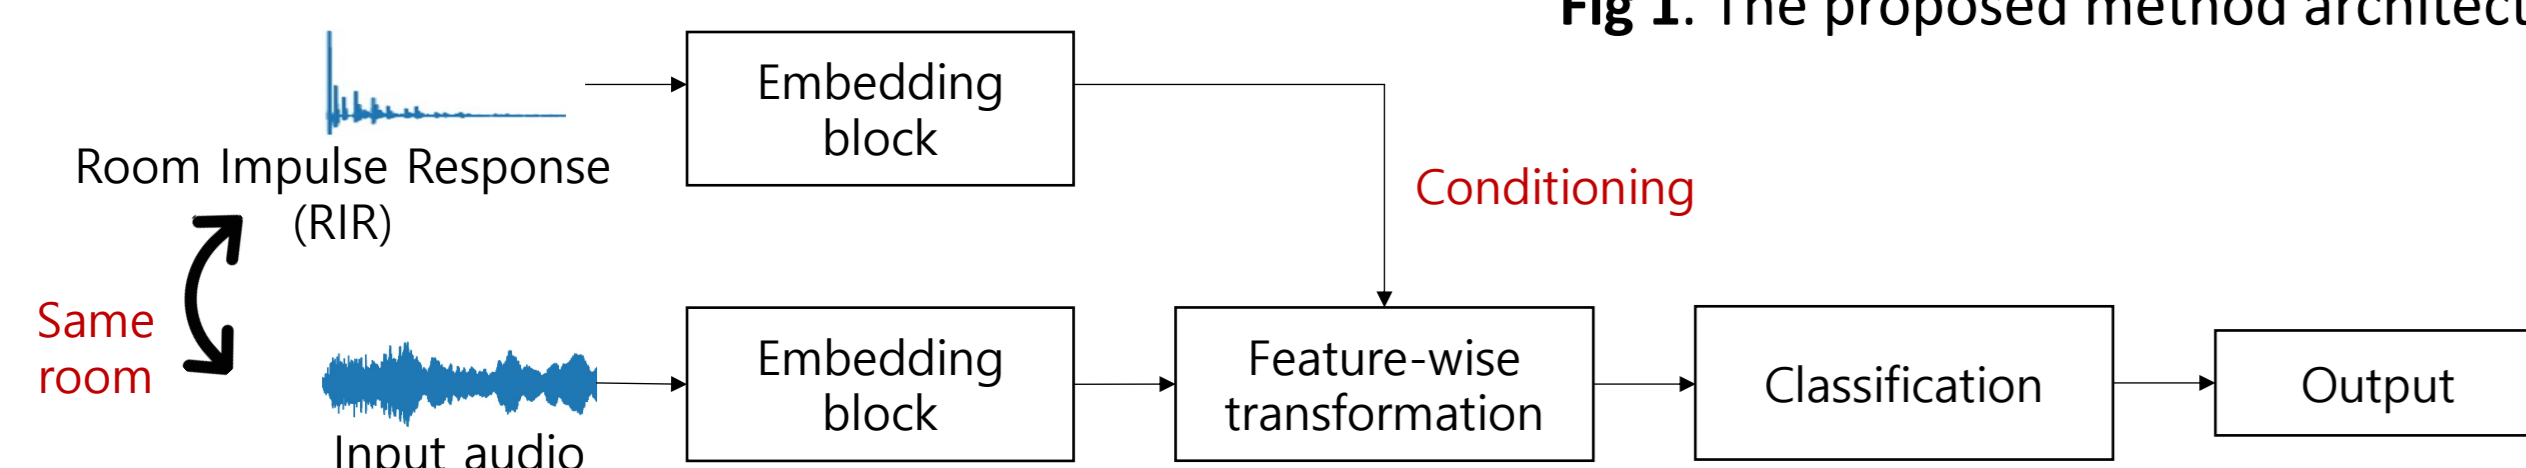 Fig 1. The proposed method
Embedding
block
Room Impulse Response
(RIR)
Conditioning
Same
room
Input audio
Embedding
block
Feature-wise
transformation
Classification
Output